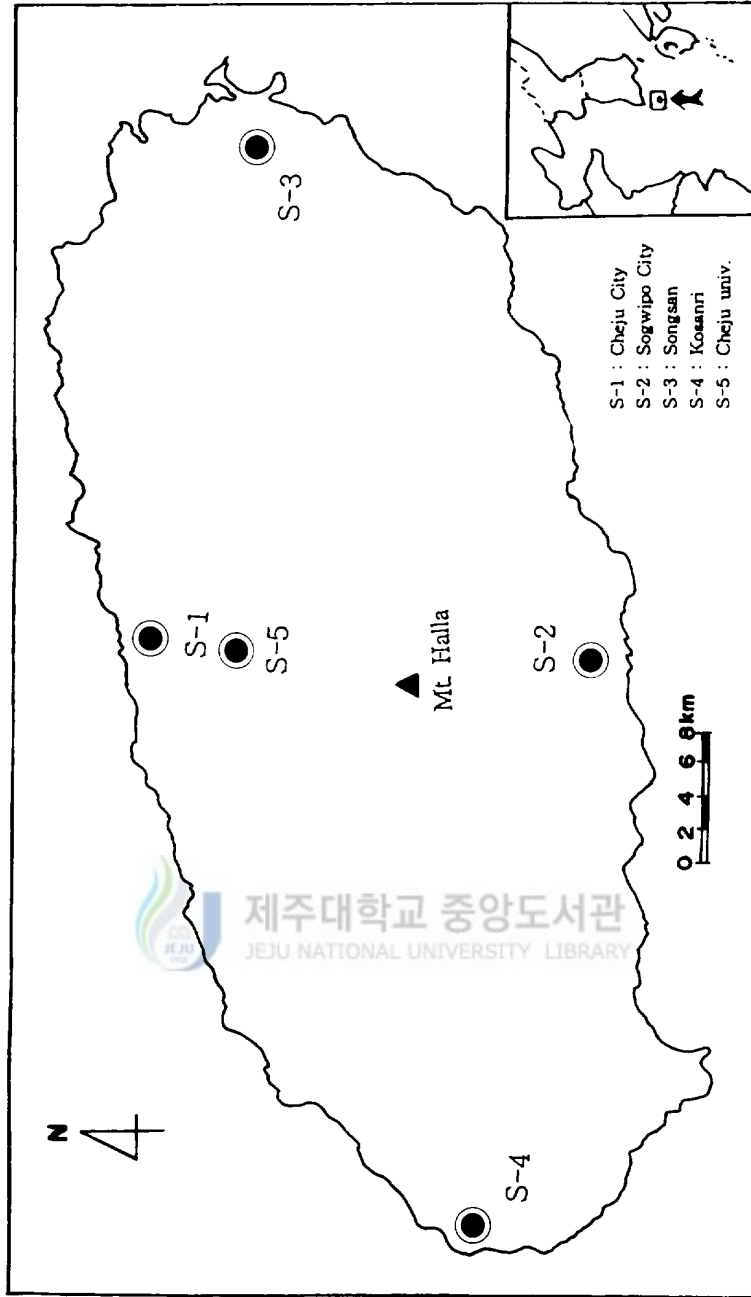 N
S-1
S-5
S-3
Mt. Halla
S-4
S-2
0 2 4 6 8km
S-1 : Cheju City
S-2 : Sogwipo City
S-3 : Songsan
S-4 : Kosanri
S-5 : Cheju univ.
제주대학교 중앙도서관
JEJU NATIONAL UNIVERSITY LIBRARY
JEJU